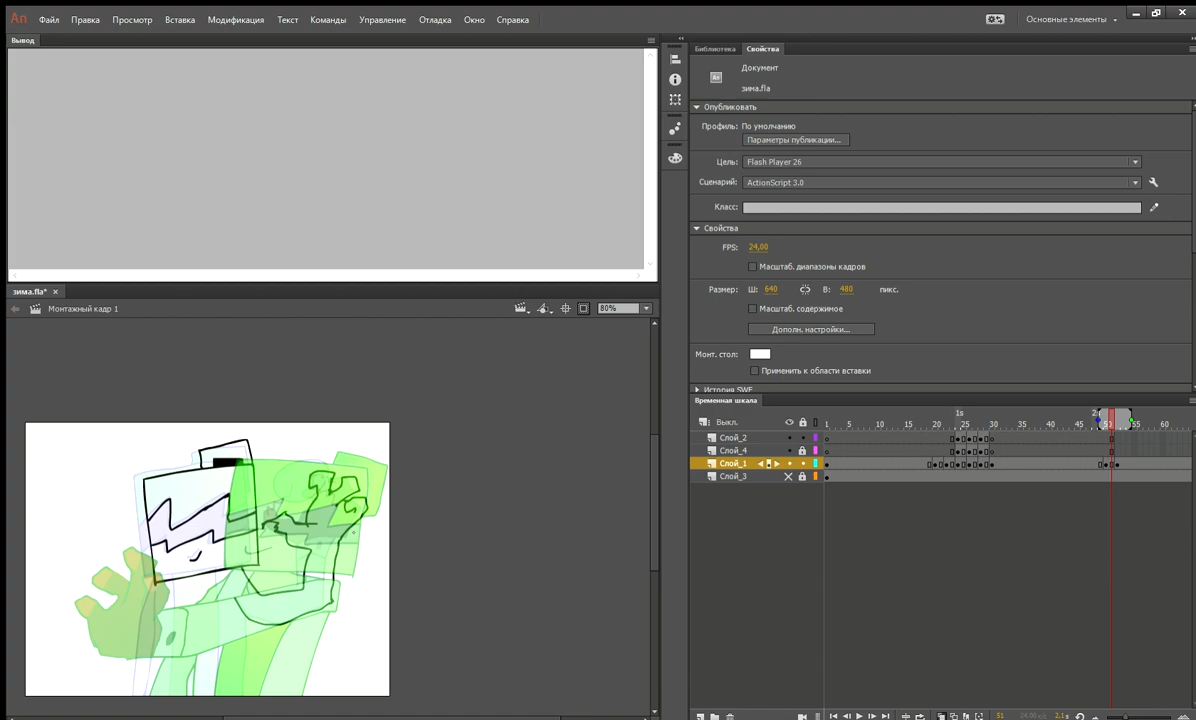 An Файл Правка Просмотр Вставка Модификация Текст Команды Управление Отладка Окно Справка Основные элементы
Вывод
зима.fla*
Монтажный кадр 1 80%
Библиотека Свойства
Документ
зима.fla
Опубликовать
Профиль: По умолчанию
Параметры публикации...
Цель: Flash Player 26
Сценарий: ActionScript 3.0
Класс:
Свойства
FPS: 24,00
Масштаб. диапазоны кадров
Размер: Ш: 640 В: 480 пикс.
Масштаб. содержимое
Дополн. настройки...
Монт. стол:
Применить к области вставки
История SWF
Временная шкала
1s
Выкл. 1 5 10 15 20 25 30 35 40 45 50 55 60
Слой_2
Слой_4
Слой_1
Слой_3
51 2,1s